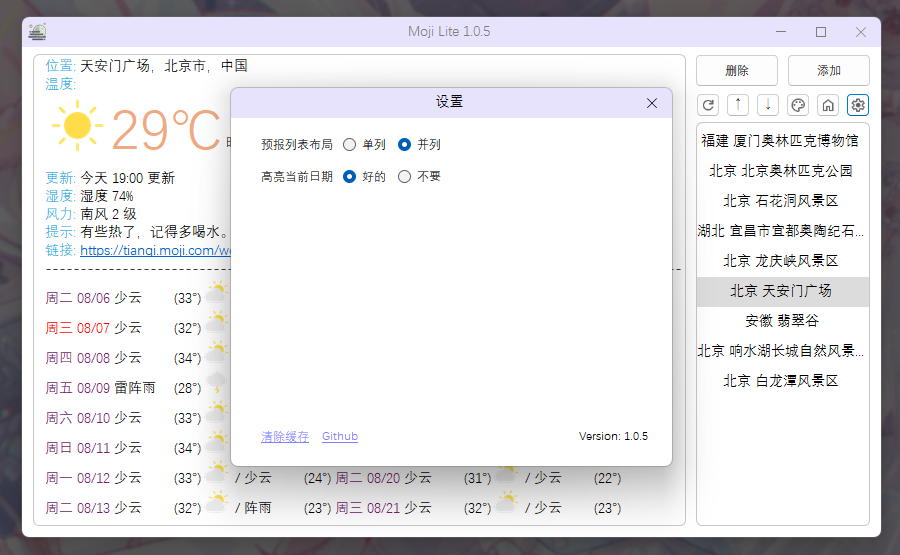 Moji Lite 1.0.5
位置: 天安门广场，北京市，中国
温度:
29℃
更新: 今天 19:00 更新
湿度: 湿度 74%
风力: 南风 2 级
提示: 有些热了，记得多喝水。
链接: https://tianqi.moji.com/w
周二 08/06 少云 (33°)
周三 08/07 少云 (32°)
周四 08/08 少云 (34°)
周五 08/09 雷阵雨 (28°)
周六 08/10 少云 (33°)
周日 08/11 少云 (34°)
周一 08/12 少云 (33°) / 少云 (24°) 周二 08/20 少云 (31°) / 少云 (22°)
周二 08/13 少云 (32°) / 阵雨 (23°) 周三 08/21 少云 (32°) / 少云 (23°)
设置
预报列表布局 单列 并列
高亮当前日期 好的 不要
清除缓存 Github Version: 1.0.5
删除 添加
福建 厦门奥林匹克博物馆
北京 北京奥林匹克公园
北京 石花洞风景区
湖北 宜昌市宜都奥陶纪石...
北京 龙庆峡风景区
北京 天安门广场
安徽 翡翠谷
北京 响水湖长城自然风景...
北京 白龙潭风景区